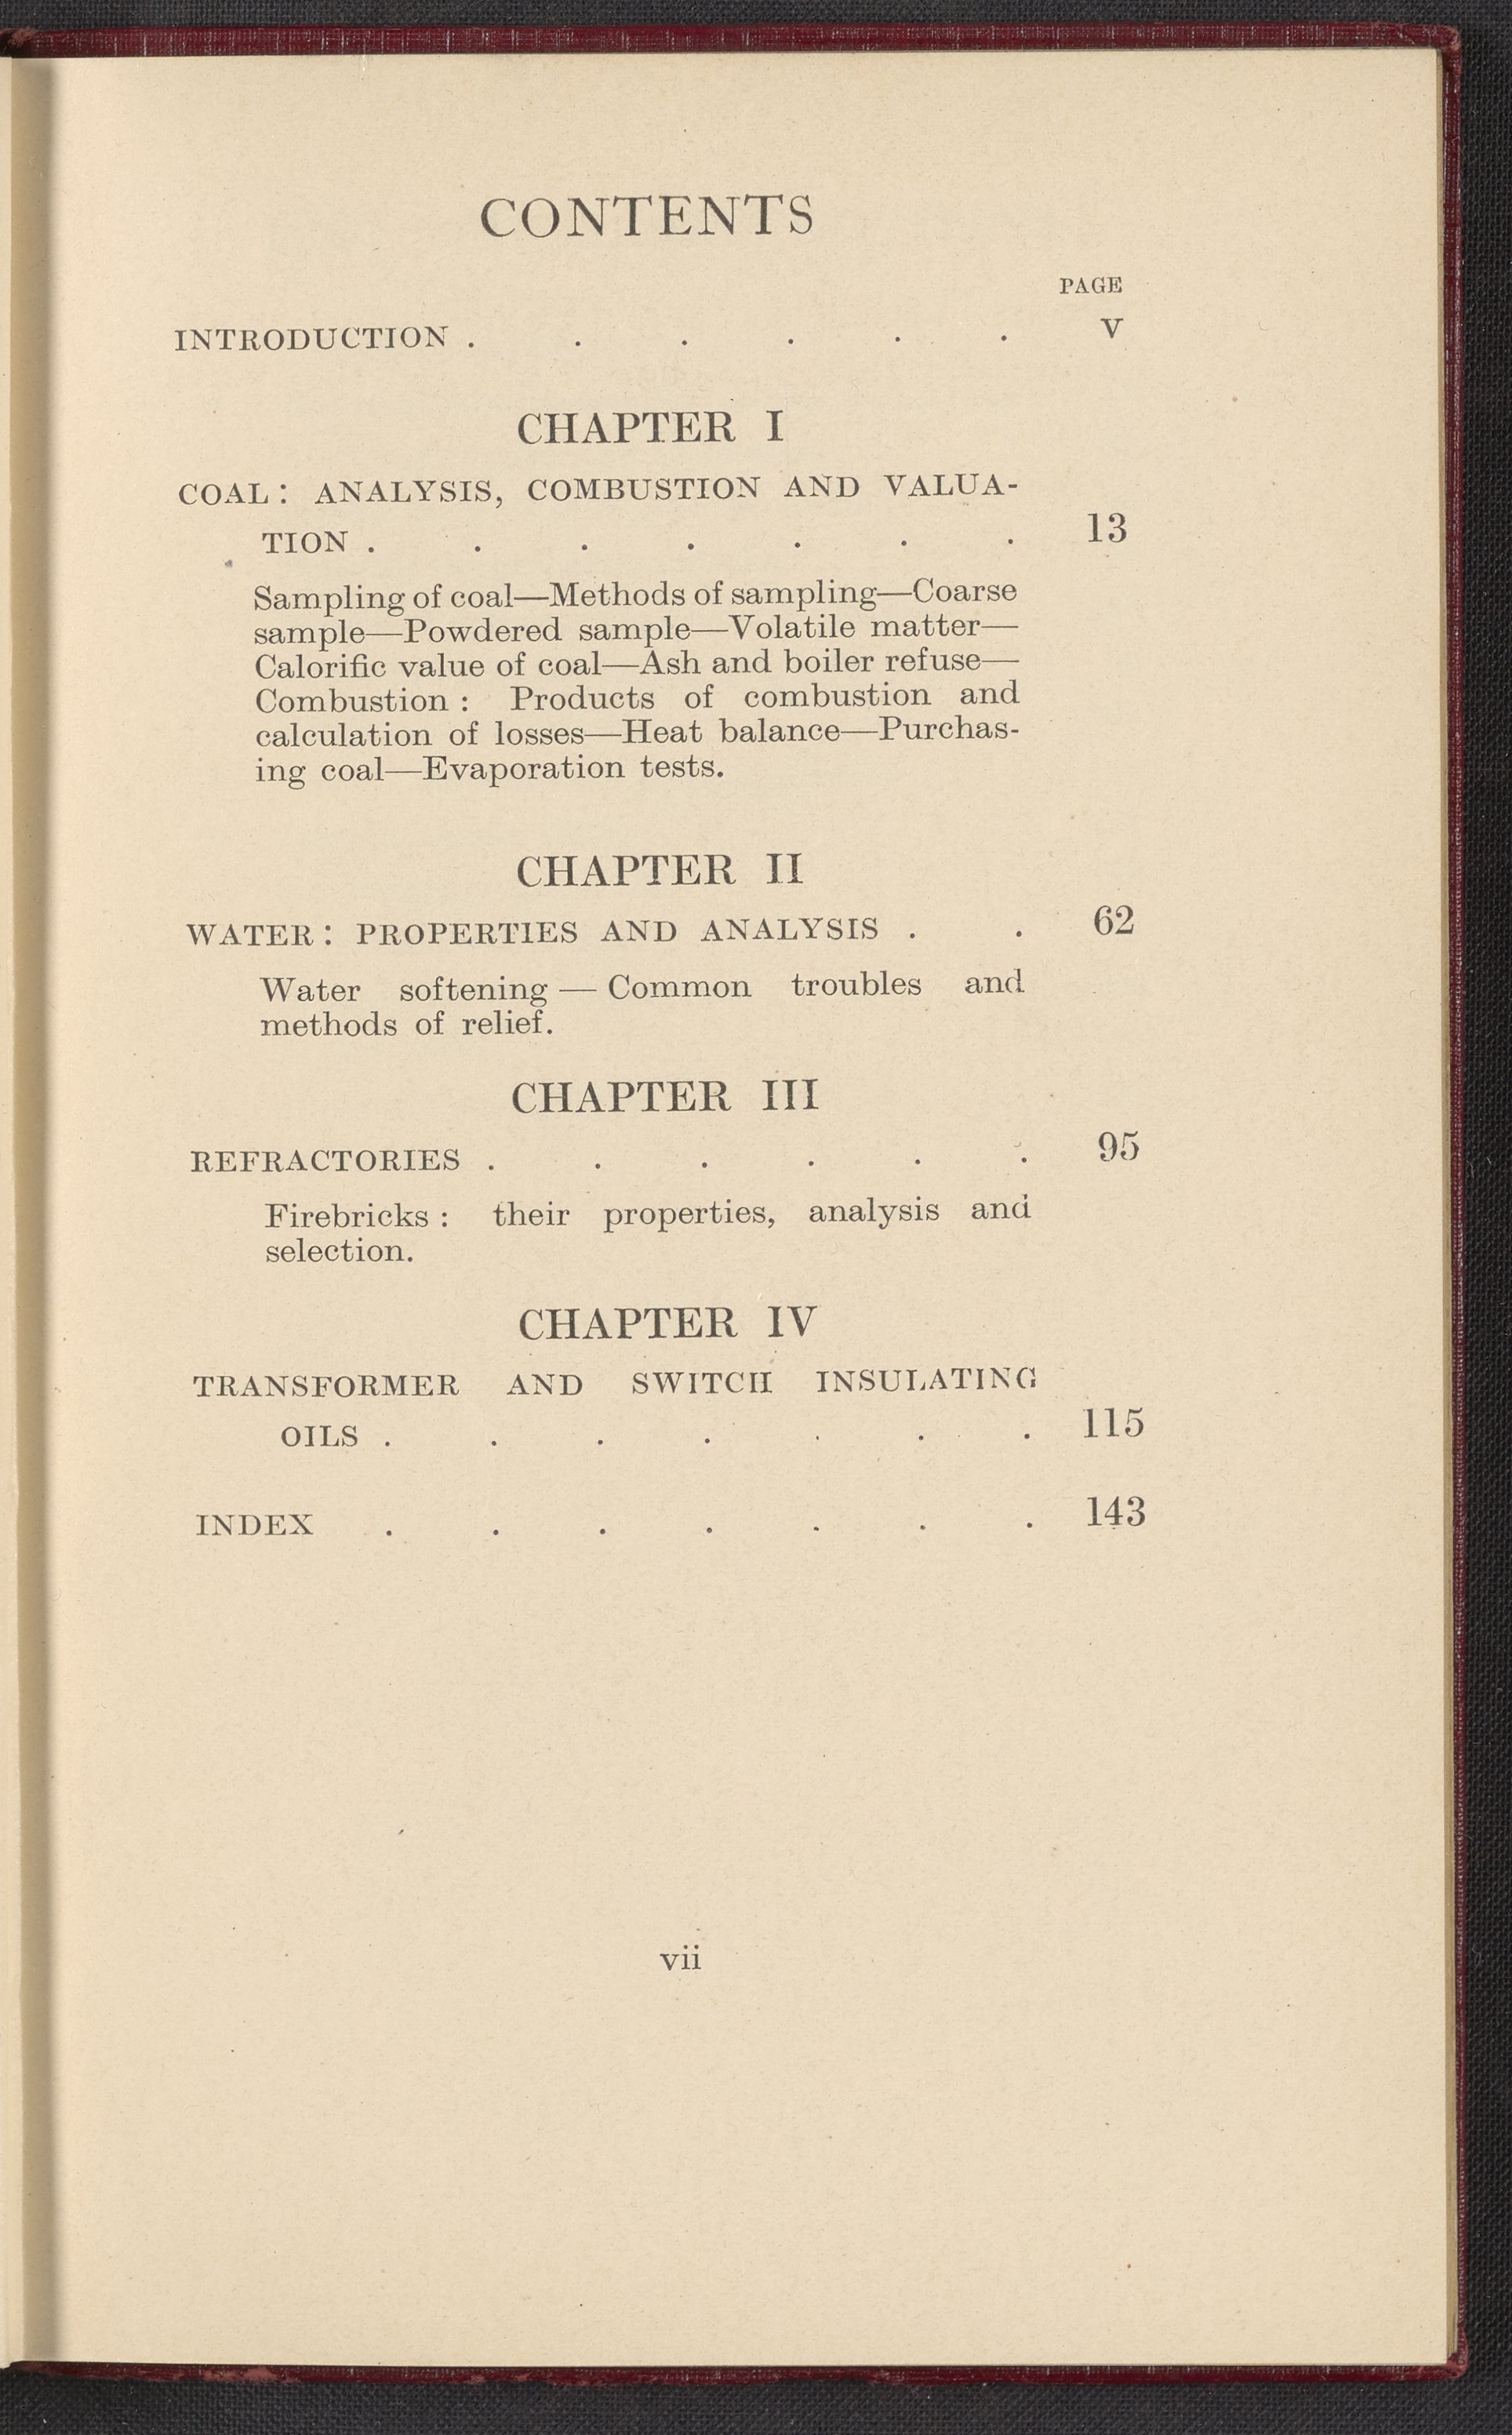 CONTENTS
PAGE
INTRODUCTION . . . . . . V
CHAPTER I
COAL: ANALYSIS, COMBUSTION AND VALUA-
TION . . . . . . . 13
Sampling of coal—Methods of sampling—Coarse
sample—Powdered sample—Volatile matter—
Calorific value of coal—Ash and boiler refuse—
Combustion : Products of combustion and
calculation of losses—Heat balance—Purchas-
ing coal—Evaporation tests.
CHAPTER II
WATER: PROPERTIES AND ANALYSIS . . 62
Water softening — Common troubles and
methods of relief.
CHAPTER III
REFRACTORIES . . . . . . 95
Firebricks : their properties, analysis and
selection.
CHAPTER IV
TRANSFORMER AND SWITCH INSULATING
OILS . . . . . . . 115
INDEX . . . . . . . 143
vii